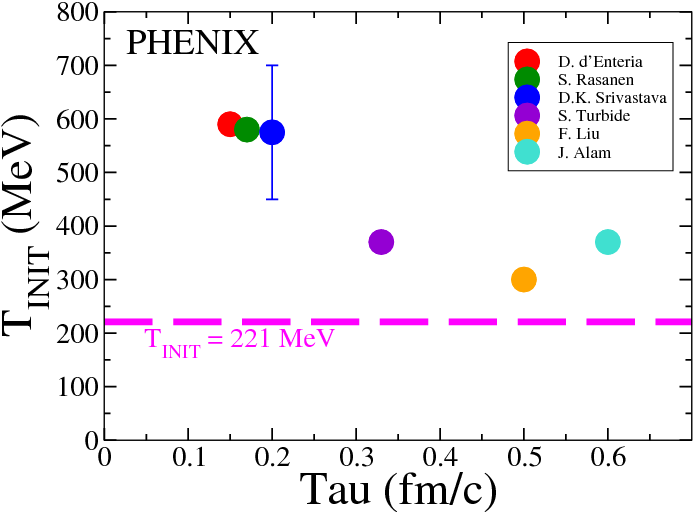 800
700
600
500
400
300
200
100
0
T_INIT (MeV)
PHENIX
D. d'Enteria
S. Rasanen
D.K. Srivastava
S. Turbide
F. Liu
J. Alam
T_INIT = 221 MeV
0 0.1 0.2 0.3 0.4 0.5 0.6
Tau (fm/c)